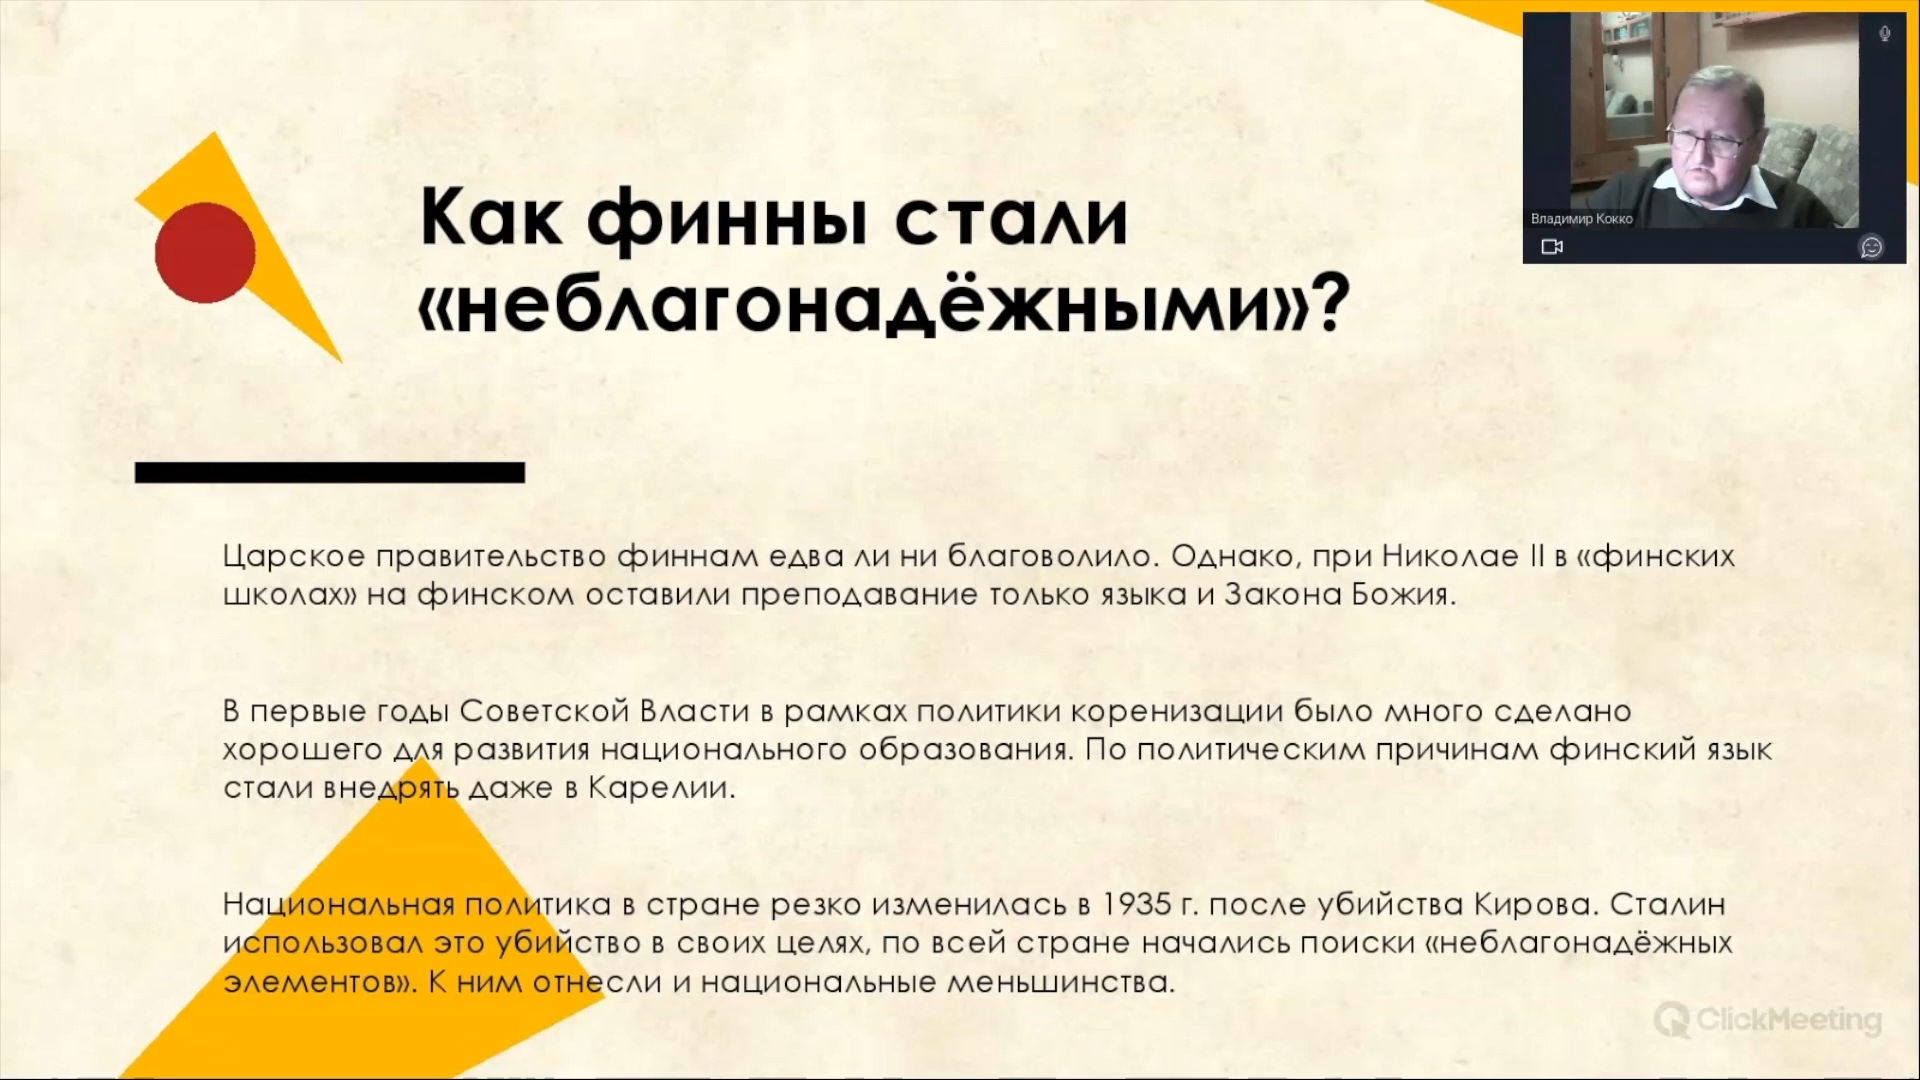 Как финны стали
«неблагонадёжными»?
Владимир Кокко
Царское правительство финнам едва ли ни благоволило. Однако, при Николае II в «финских
школах» на финском оставили преподавание только языка и Закона Божия.
В первые годы Советской Власти в рамках политики коренизации было много сделано
хорошего для развития национального образования. По политическим причинам финский язык
стали внедрять даже в Карелии.
Национальная политика в стране резко изменилась в 1935 г. после убийства Кирова. Сталин
использовал это убийство в своих целях, по всей стране начались поиски «неблагонадёжных
элементов». К ним отнесли и национальные меньшинства.
ClickMeeting